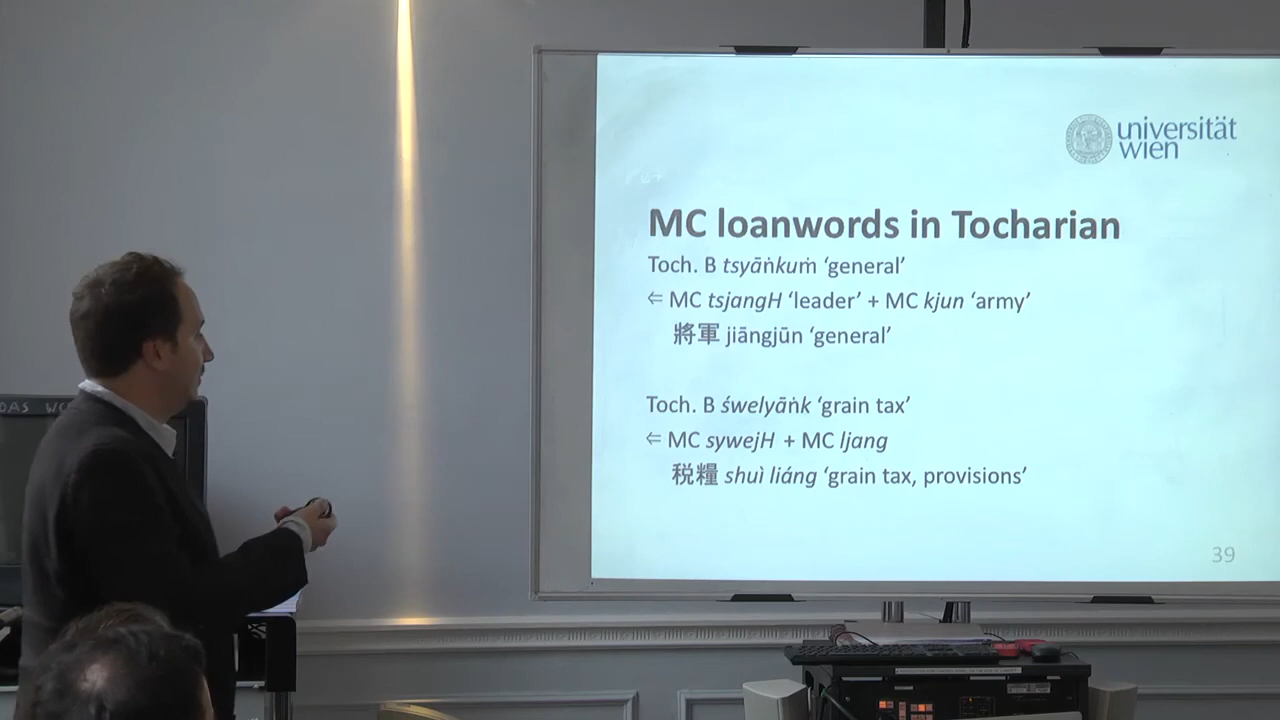 universität
wien
MC loanwords in Tocharian
Toch. B tsyāṅkuṁ ‘general’
⇐ MC tsjangH ‘leader’ + MC kjun ‘army’
將軍 jiāngjūn ‘general’
Toch. B śwelyāṅk ‘grain tax’
⇐ MC sywejH + MC ljang
税糧 shuì liáng ‘grain tax, provisions’
39